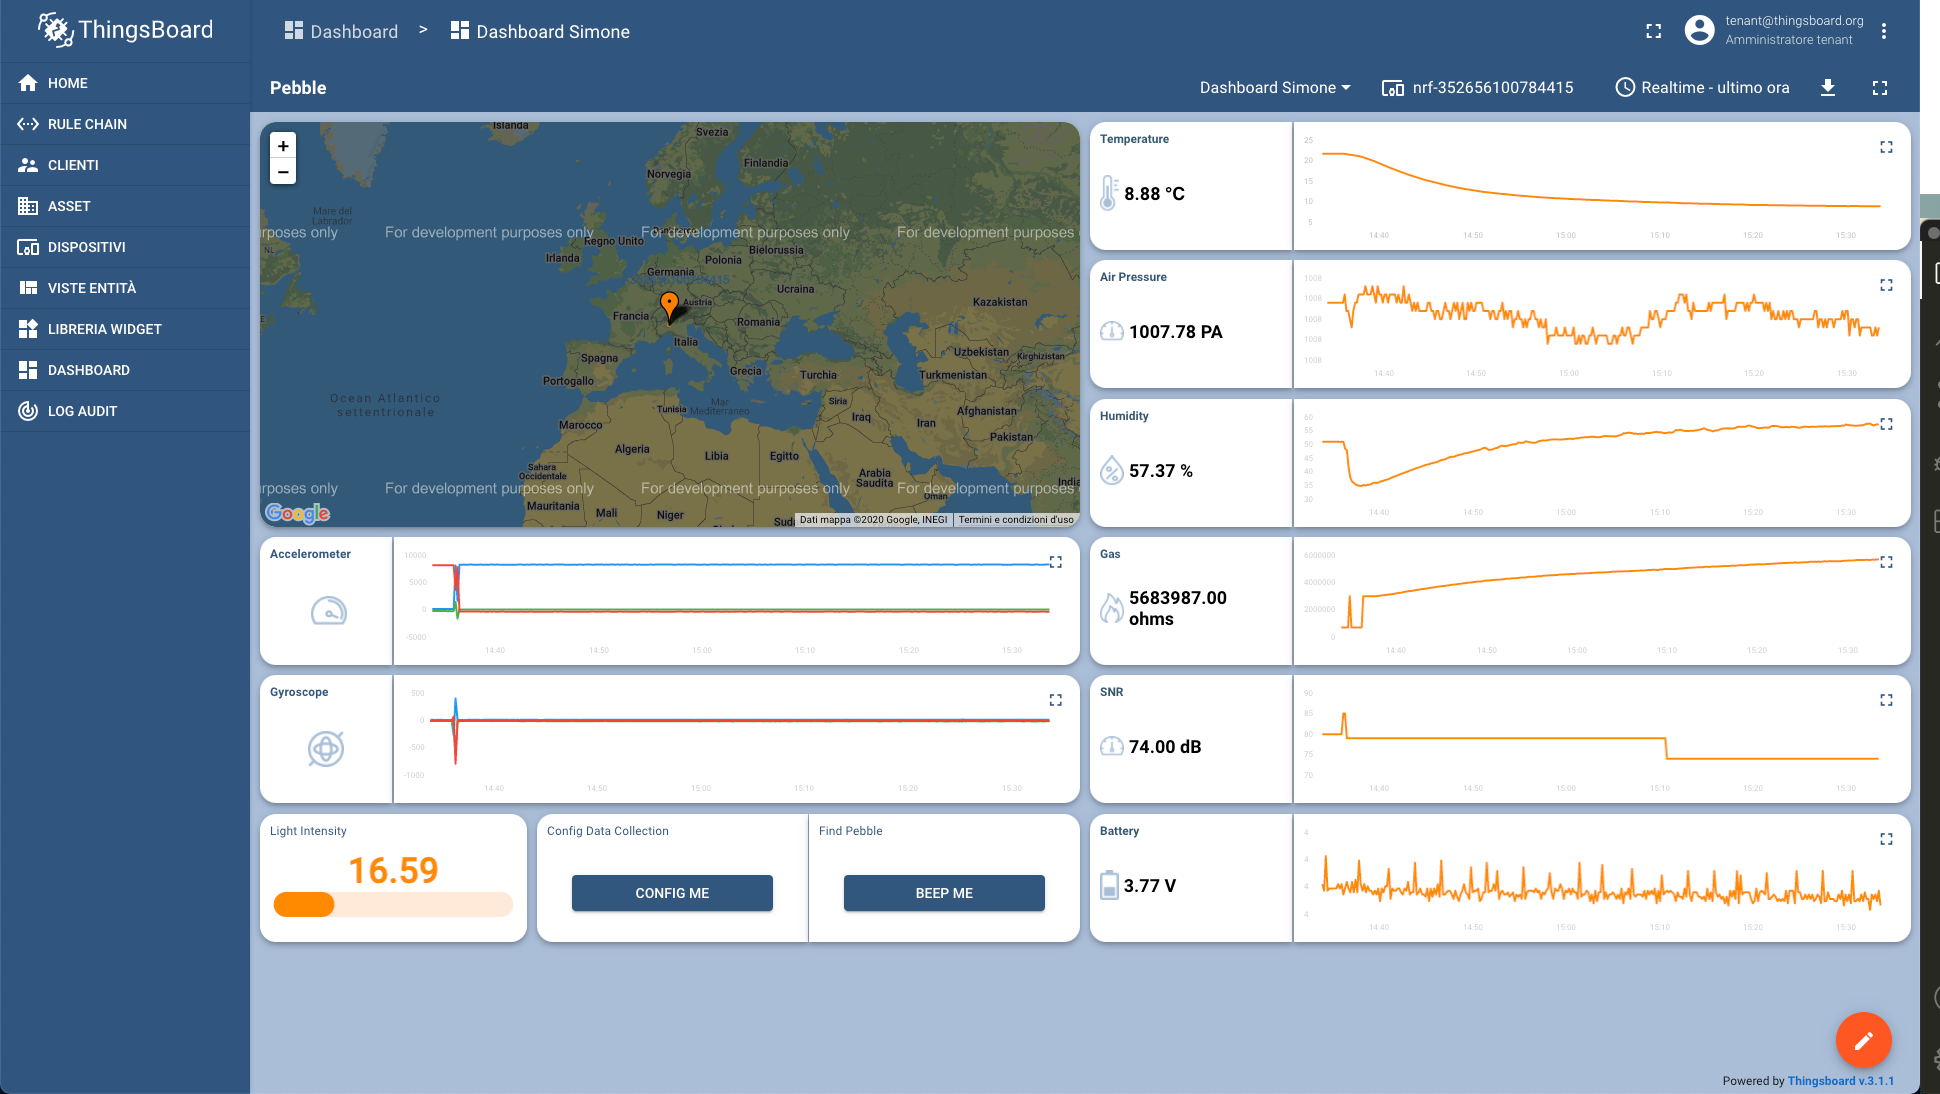 ThingsBoard
Dashboard > Dashboard Simone
tenant@thingsboard.org
Amministratore tenant
HOME
RULE CHAIN
CLIENTI
ASSET
DISPOSITIVI
VISTE ENTITÀ
LIBRERIA WIDGET
DASHBOARD
LOG AUDIT
Pebble
Dashboard Simone
nrf-352656100784415
Realtime - ultimo ora
+
−
Islanda
Svezia
Finlandia
Norvegia
Mare del
Labrador
NL
rposes only
For development purposes only
For development purposes only
For development purposes
Regno Unito
Bielorussia
Irlanda
Polonia
Germania
Ucraina
Austria
Kazakistan
Francia
Romania
Italia
Spagna
Uzbekistan
Kirghizistan
Grecia
Turchia
Turkmenistan
Portogallo
Ocean Atlantico
settentrionale
Siria
Mar
Mediterraneo
Tunisia
Afghanistan
Iraq
Iran
Marocco
Pakistan
Algeria
Libia
Egitto
Sahara
Occidentale
Arabia
Saudita
India
rposes only
For development purposes only
For development purposes only
For development purposes
Oman
Mauritania
Mali
Niger
Google
Dati mappa ©2020 Google, INEGI
Termini e condizioni d'uso
Temperature
8.88 °C
25
20
15
10
5
14:40 14:50 15:00 15:10 15:20 15:30
Air Pressure
1007.78 PA
1008
1008
1008
1008
1008
14:40 14:50 15:00 15:10 15:20 15:30
Humidity
57.37 %
60
55
50
45
40
35
30
14:40 14:50 15:00 15:10 15:20 15:30
Accelerometer
10000
5000
0
-5000
14:40 14:50 15:00 15:10 15:20 15:30
Gas
5683987.00
ohms
6000000
4000000
2000000
0
14:40 14:50 15:00 15:10 15:20 15:30
Gyroscope
500
0
-500
-1000
14:40 14:50 15:00 15:10 15:20 15:30
SNR
74.00 dB
90
85
80
75
70
14:40 14:50 15:00 15:10 15:20 15:30
Light Intensity
16.59
Config Data Collection
CONFIG ME
Find Pebble
BEEP ME
Battery
3.77 V
4
4
4
4
14:40 14:50 15:00 15:10 15:20 15:30
Powered by Thingsboard v.3.1.1